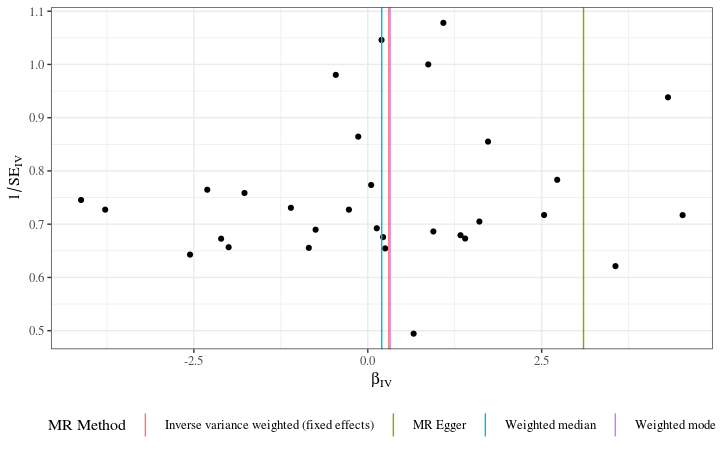 1.1
1.0
0.9
0.8
0.7
0.6
0.5
1/SE_IV
-2.5 0.0 2.5
β_IV
MR Method Inverse variance weighted (fixed effects) MR Egger Weighted median Weighted mode